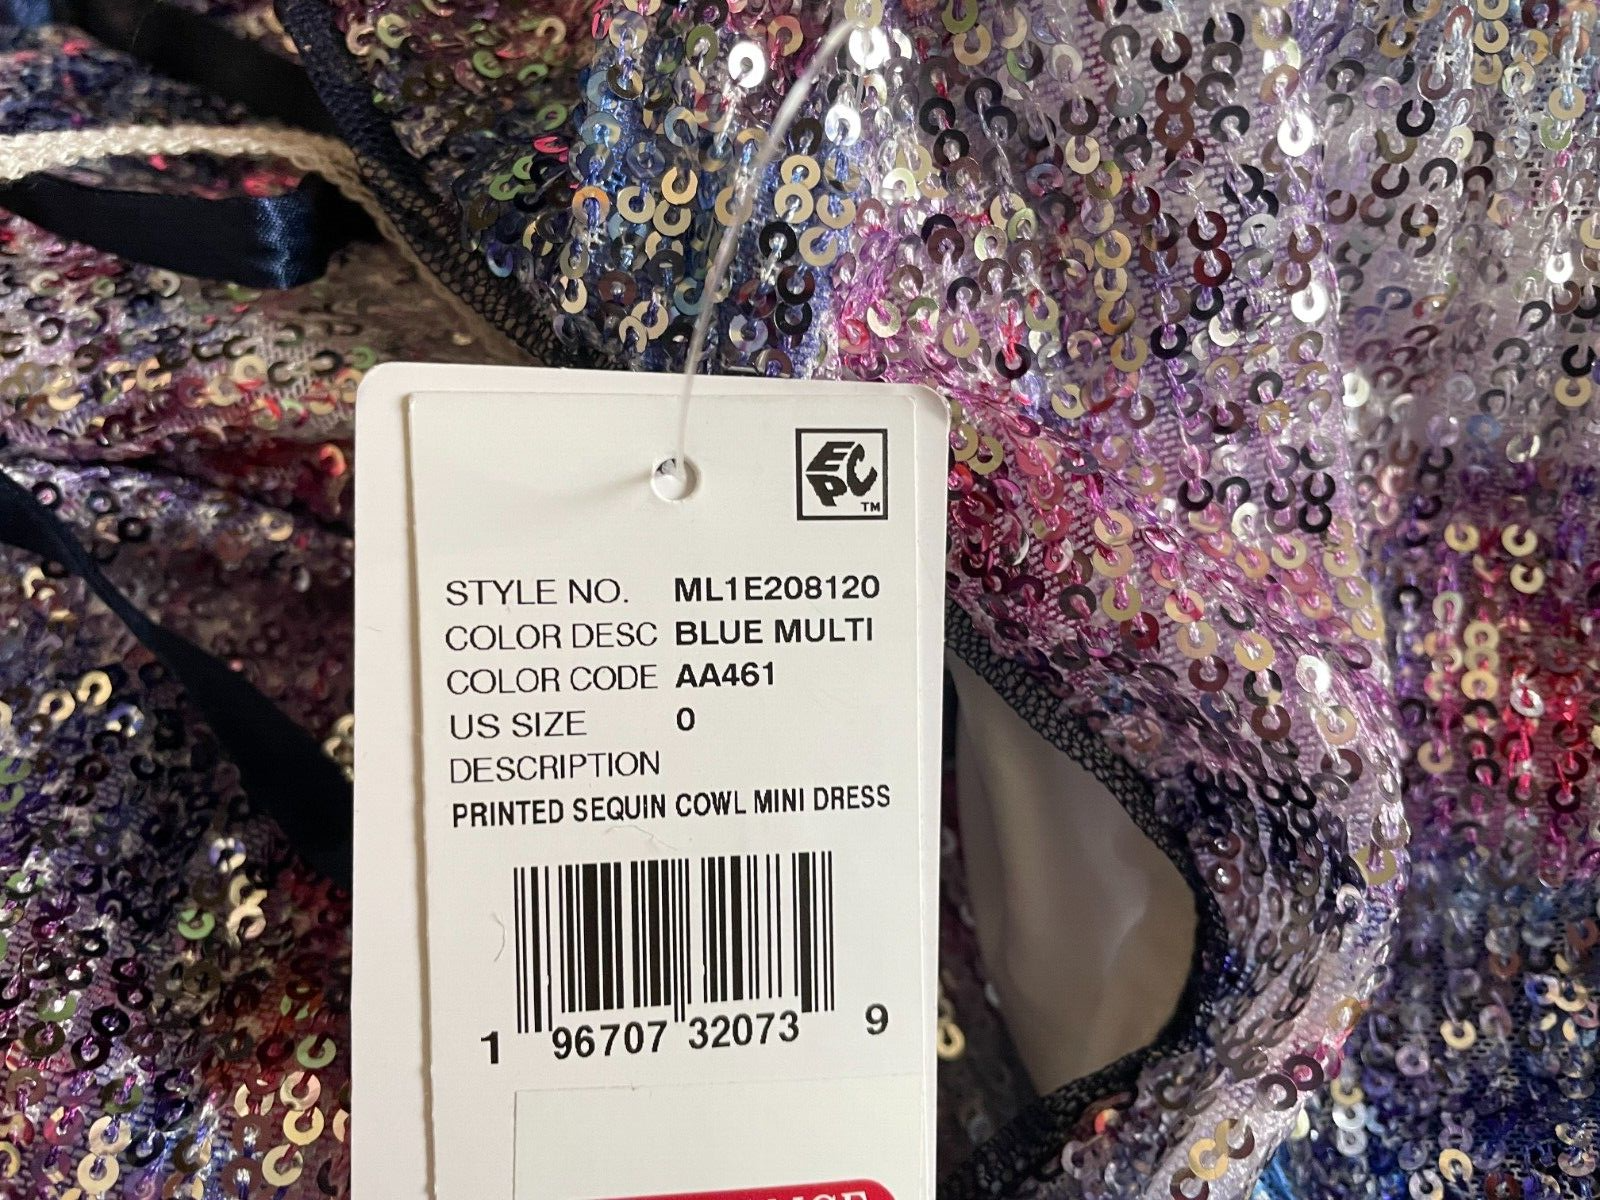 EPC
TM
STYLE NO. ML1E208120
COLOR DESC BLUE MULTI
COLOR CODE AA461
US SIZE 0
DESCRIPTION
PRINTED SEQUIN COWL MINI DRESS
1 96707 32073 9